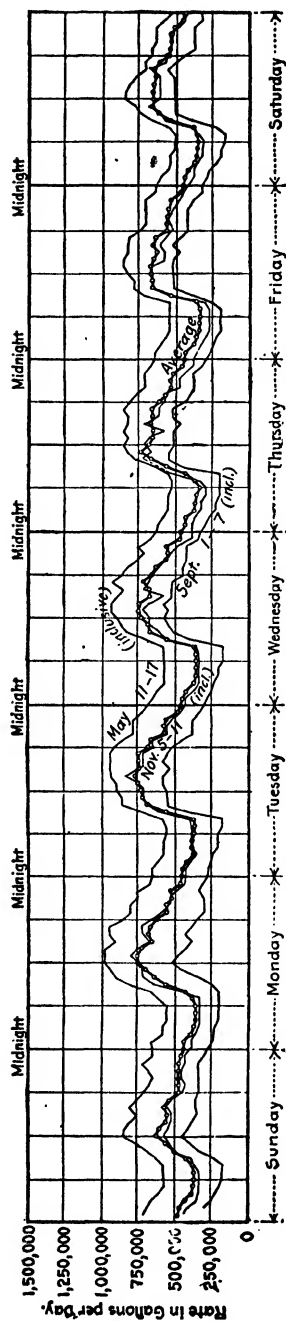 Midnight
Midnight
Midnight
Midnight
Midnight
Midnight
Rate in Gallons per Day.
1,500,000
1,250,000
1,000,000
750,000
500,000
250,000
0
May 11-17 (inclusive)
Nov. 5-11 (incl.)
Sept. 1-7 (incl.)
Average
Sunday
Monday
Tuesday
Wednesday
Thursday
Friday
Saturday